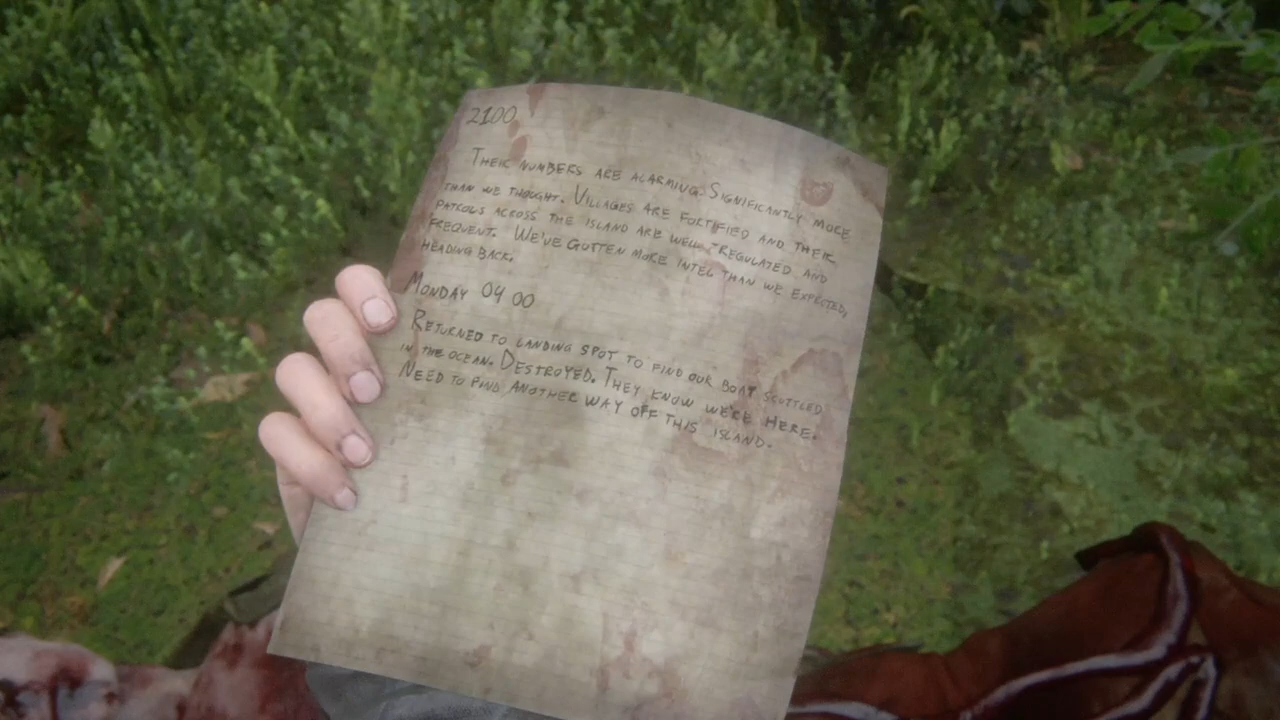 2100
THEIR NUMBERS ARE ALARMING. SIGNIFICANTLY MORE
THAN WE THOUGHT. VILLAGES ARE FORTIFIED AND THEIR
PATROLS ACROSS THE ISLAND ARE WELL-REGULATED AND
FREQUENT. WE'VE GOTTEN MORE INTEL THAN WE EXPECTED,
HEADING BACK.
MONDAY 04 00
RETURNED TO LANDING SPOT TO FIND OUR BOAT SCUTTLED
IN THE OCEAN. DESTROYED. THEY KNOW WE'RE HERE.
NEED TO FIND ANOTHER WAY OFF THIS ISLAND.